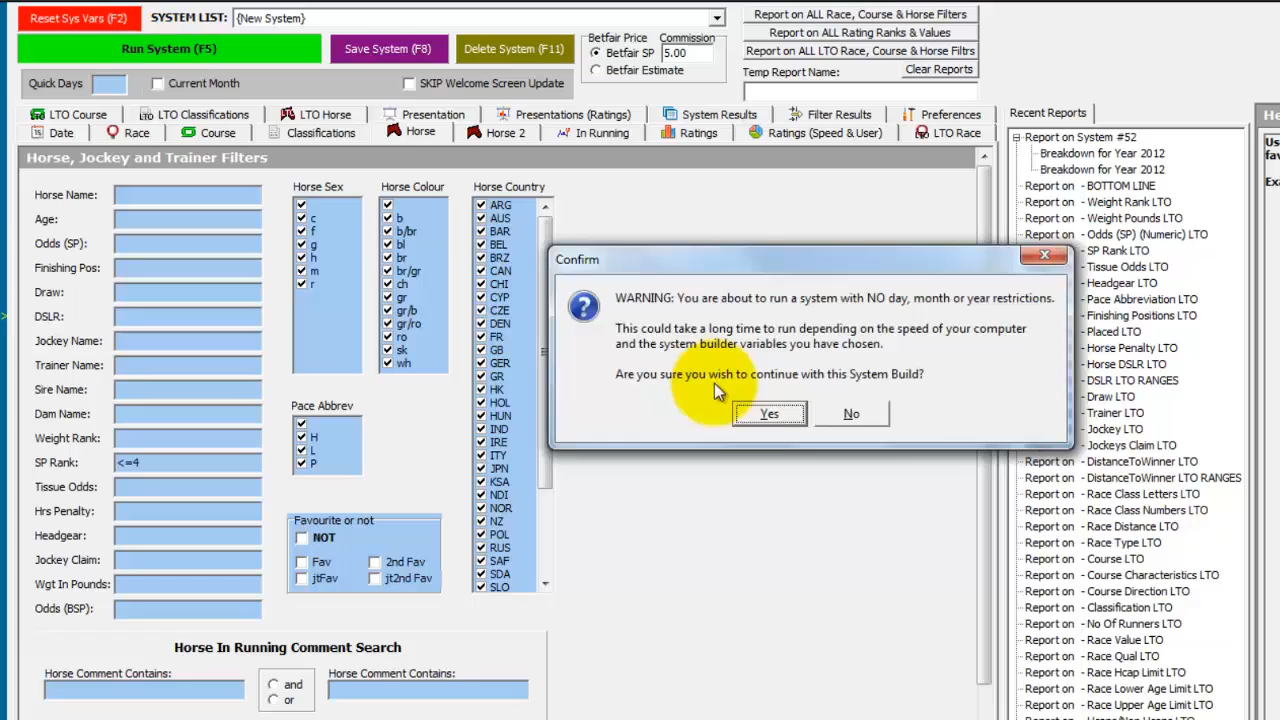 Reset Sys Vars (F2)
SYSTEM LIST:
{New System}
Run System (F5)
Save System (F8)
Delete System (F11)
Betfair Price
Commission
Betfair SP
5.00
Betfair Estimate
Report on ALL Race, Course & Horse Filters
Report on ALL Rating Ranks & Values
Report on ALL LTO Race, Course & Horse Filtrs
Temp Report Name:
Clear Reports
Quick Days
Current Month
SKIP Welcome Screen Update
LTO Course
LTO Classifications
LTO Horse
Presentation
Presentations (Ratings)
System Results
Filter Results
Preferences
Date
Race
Course
Classifications
Horse
Horse 2
In Running
Ratings
Ratings (Speed & User)
LTO Race
Recent Reports
Horse, Jockey and Trainer Filters
Horse Name:
Age:
Odds (SP):
Finishing Pos:
Draw:
DSLR:
Jockey Name:
Trainer Name:
Sire Name:
Dam Name:
Weight Rank:
SP Rank:
<=4
Tissue Odds:
Hrs Penalty:
Headgear:
Jockey Claim:
Wgt In Pounds:
Odds (BSP):
Horse Sex
c
f
g
h
m
r
Horse Colour
b
b/br
bl
br
br/gr
ch
gr
gr/b
gr/ro
ro
sk
wh
Horse Country
ARG
AUS
BAR
BEL
BRZ
CAN
CHI
CYP
CZE
DEN
FR
GB
GER
GR
HK
HOL
HUN
IND
IRE
ITY
JPN
KSA
NDI
NOR
NZ
POL
RUS
SAF
SDA
SLO
Pace Abbrev
H
L
P
Favourite or not
NOT
Fav
2nd Fav
jtFav
jt2nd Fav
Horse In Running Comment Search
Horse Comment Contains:
and
or
Horse Comment Contains:
Confirm
WARNING: You are about to run a system with NO day, month or year restrictions.
This could take a long time to run depending on the speed of your computer
and the system builder variables you have chosen.
Are you sure you wish to continue with this System Build?
Yes
No
Report on System #52
Breakdown for Year 2012
Breakdown for Year 2012
Report on - BOTTOM LINE
Report on - Weight Rank LTO
Report on - Weight Pounds LTO
Report on - Odds (SP) (Numeric) LTO
- SP Rank LTO
- Tissue Odds LTO
- Headgear LTO
- Pace Abbreviation LTO
- Finishing Positions LTO
- Placed LTO
- Horse Penalty LTO
- Horse DSLR LTO
- DSLR LTO RANGES
- Draw LTO
- Trainer LTO
- Jockey LTO
- Jockeys Claim LTO
Report on - DistanceToWinner LTO
Report on - DistanceToWinner LTO RANGES
Report on - Race Class Letters LTO
Report on - Race Class Numbers LTO
Report on - Race Distance LTO
Report on - Race Type LTO
Report on - Course LTO
Report on - Course Characteristics LTO
Report on - Course Direction LTO
Report on - Classification LTO
Report on - No Of Runners LTO
Report on - Race Value LTO
Report on - Race Qual LTO
Report on - Race Hcap Limit LTO
Report on - Race Lower Age Limit LTO
Report on - Race Upper Age Limit LTO
He
Use
fav
Exa